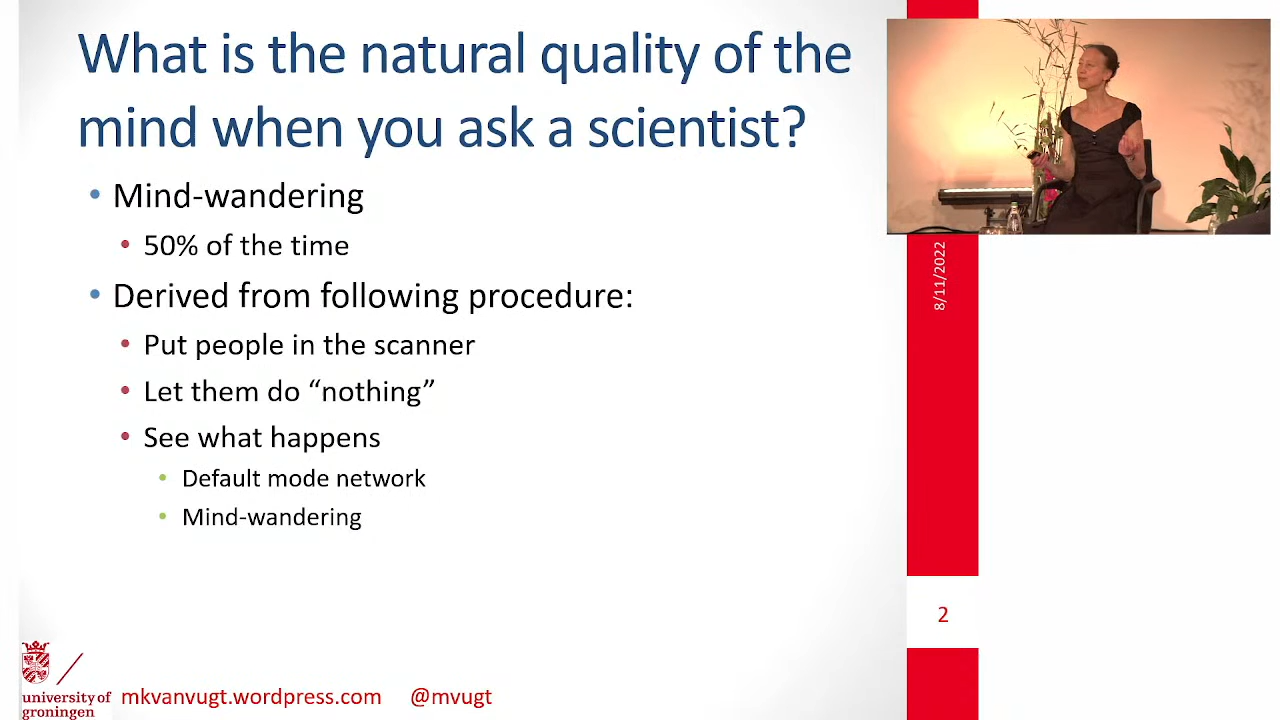 What is the natural quality of the
mind when you ask a scientist?
• Mind-wandering
• 50% of the time
• Derived from following procedure:
• Put people in the scanner
• Let them do “nothing”
• See what happens
• Default mode network
• Mind-wandering
8/11/2022
2
university of
groningen
mkvanvugt.wordpress.com @mvugt